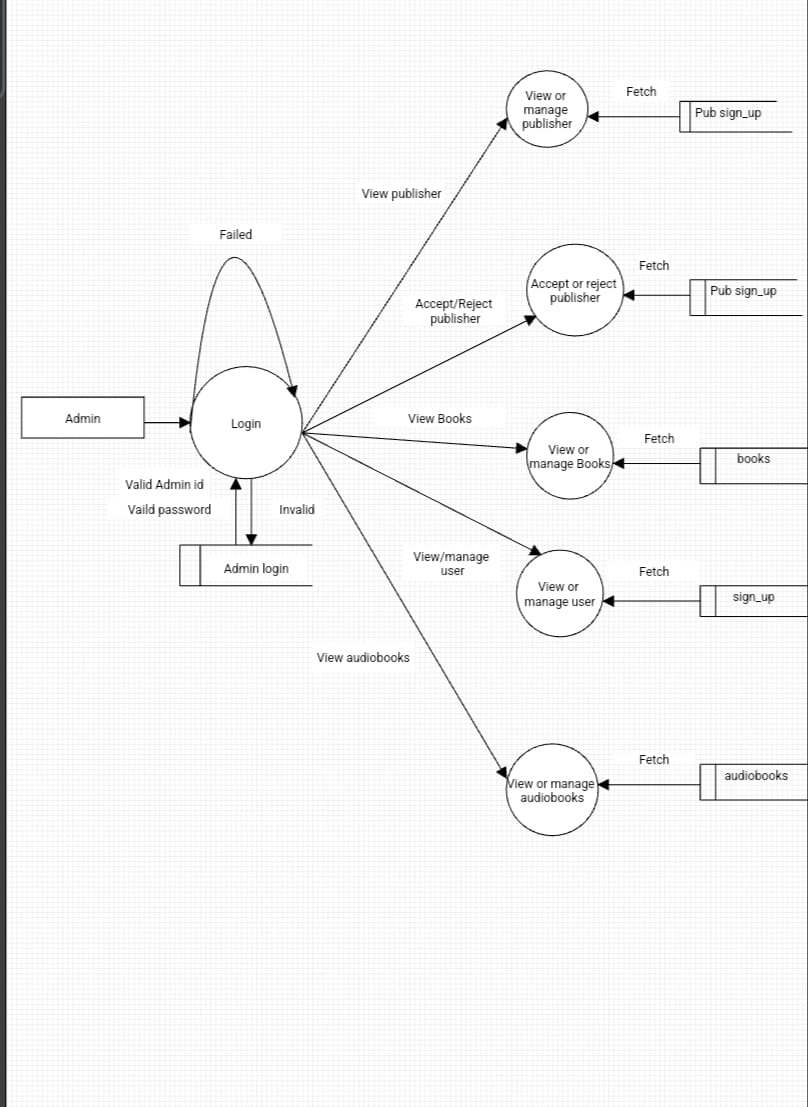 View or
manage
publisher
Fetch
Pub sign_up
View publisher
Failed
Accept or reject
publisher
Fetch
Pub sign_up
Accept/Reject
publisher
Admin
Login
View Books
View or
manage Books
Fetch
books
Valid Admin id
Vaild password
Invalid
Admin login
View/manage
user
View or
manage user
Fetch
sign_up
View audiobooks
View or manage
audiobooks
Fetch
audiobooks